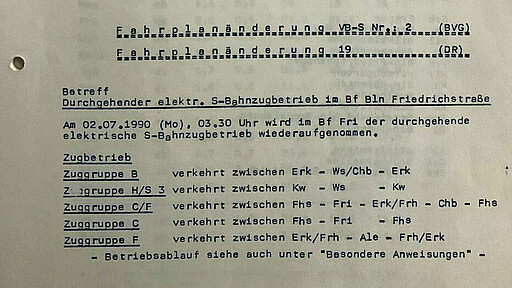 Fahrplanänderung VB-S Nr.: 2 (BVG)
Fahrplanänderung 19 (DR)
Betreff
Durchgehender elektr. S-Bahnzugbetrieb im Bf Bln Friedrichstraße
Am 02.07.1990 (Mo), 03.30 Uhr wird im Bf Fri der durchgehende
elektrische S-Bahnzugbetrieb wiederaufgenommen.
Zugbetrieb
Zuggruppe B verkehrt zwischen Erk - Ws/Chb - Erk
Zuggruppe H/S 3 verkehrt zwischen Kw - Ws - Kw
Zuggruppe C/F verkehrt zwischen Fhs - Fri - Erk/Frh - Chb - Fhs
Zuggruppe C verkehrt zwischen Fhs - Fri - Fhs
Zuggruppe F verkehrt zwischen Erk/Frh - Ale - Frh/Erk
- Betriebsablauf siehe auch unter "Besondere Anweisungen" -